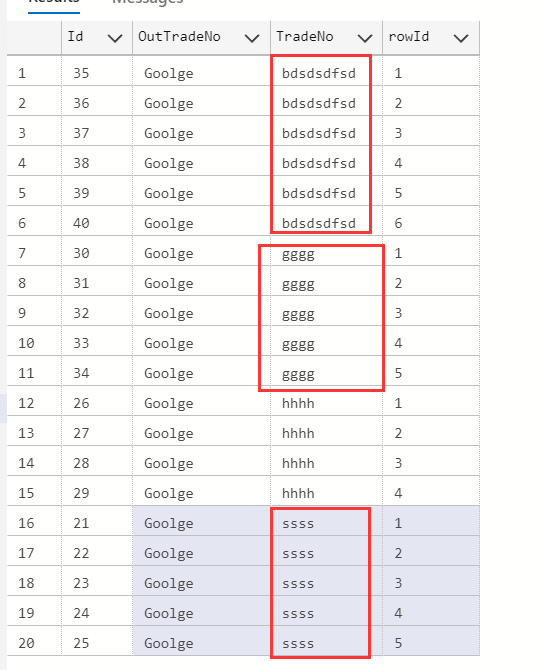 Results Messages
Id OutTradeNo TradeNo rowId
1 35 Goolge bdsdsdfsd 1
2 36 Goolge bdsdsdfsd 2
3 37 Goolge bdsdsdfsd 3
4 38 Goolge bdsdsdfsd 4
5 39 Goolge bdsdsdfsd 5
6 40 Goolge bdsdsdfsd 6
7 30 Goolge gggg 1
8 31 Goolge gggg 2
9 32 Goolge gggg 3
10 33 Goolge gggg 4
11 34 Goolge gggg 5
12 26 Goolge hhhh 1
13 27 Goolge hhhh 2
14 28 Goolge hhhh 3
15 29 Goolge hhhh 4
16 21 Goolge ssss 1
17 22 Goolge ssss 2
18 23 Goolge ssss 3
19 24 Goolge ssss 4
20 25 Goolge ssss 5